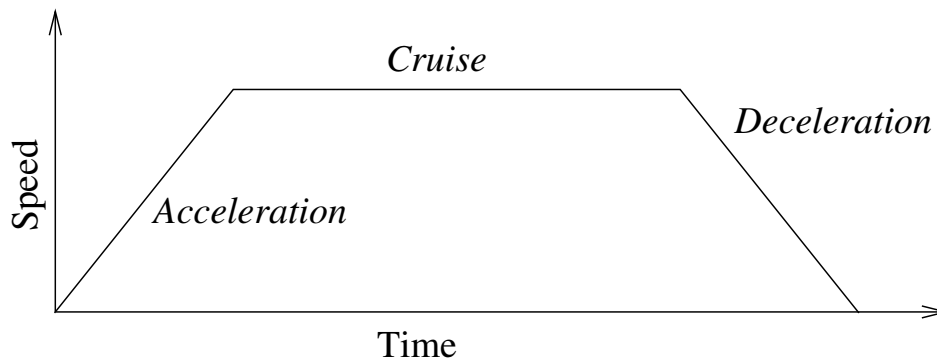 Cruise
Deceleration
Acceleration
Speed
Time